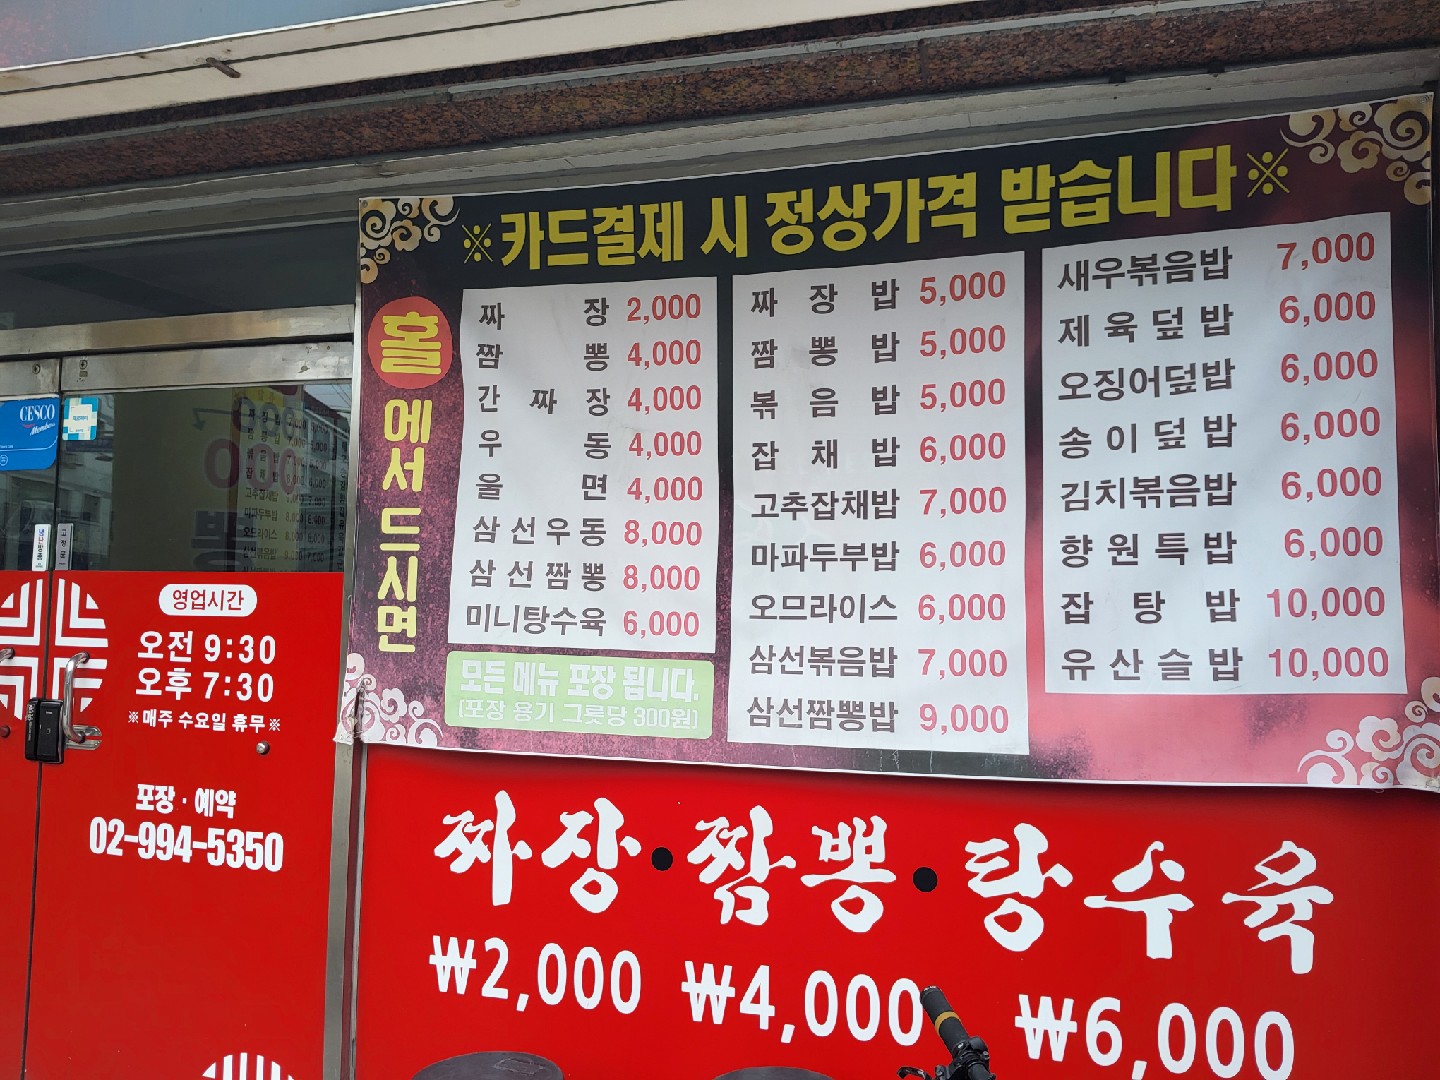 ※카드결제 시 정상가격 받습니다※
홀에서 드시면
짜장 2,000
짬뽕 4,000
간짜장 4,000
우동 4,000
울면 4,000
삼선우동 8,000
삼선짬뽕 8,000
미니탕수육 6,000
모든 메뉴 포장 됩니다.
(포장 용기 그릇당 300원)
짜장밥 5,000
짬뽕밥 5,000
볶음밥 5,000
잡채밥 6,000
고추잡채밥 7,000
마파두부밥 6,000
오므라이스 6,000
삼선볶음밥 7,000
삼선짬뽕밥 9,000
새우볶음밥 7,000
제육덮밥 6,000
오징어덮밥 6,000
송이덮밥 6,000
김치볶음밥 6,000
향원특밥 6,000
잡탕밥 10,000
유산슬밥 10,000
CESCO
영업시간
오전 9:30
오후 7:30
※매주 수요일 휴무※
포장·예약
02-994-5350
짜장·짬뽕·탕수육
₩2,000 ₩4,000 ₩6,000